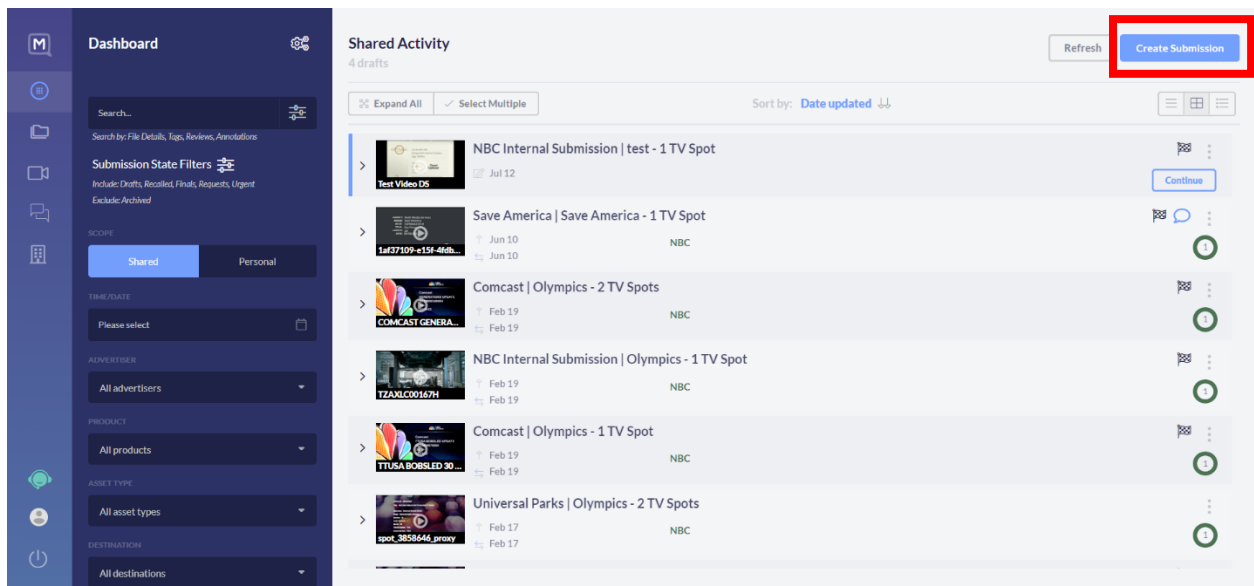 M
Dashboard
Search...
Search by: File Details, Tags, Reviews, Annotations
Submission State Filters
Include: Drafts, Recalled, Finals, Requests, Urgent
Exclude: Archived
SCOPE
Shared Personal
TIME/DATE
Please select
ADVERTISER
All advertisers
PRODUCT
All products
ASSET TYPE
All asset types
DESTINATION
All destinations
Shared Activity
4 drafts
Refresh
Create Submission
Expand All
Select Multiple
Sort by: Date updated
NBC Internal Submission | test - 1 TV Spot
Jul 12
Test Video D5
Continue
Save America | Save America - 1 TV Spot
Jun 10
NBC
Jun 10
1af37109-e15f-4fdb...
1
Comcast | Olympics - 2 TV Spots
Feb 19
NBC
Feb 19
COMCAST GENERA...
1
NBC Internal Submission | Olympics - 1 TV Spot
Feb 19
NBC
Feb 19
TZAXLC00167H
1
Comcast | Olympics - 1 TV Spot
Feb 19
NBC
Feb 19
TTUSA BOBSLED 30 ...
1
Universal Parks | Olympics - 2 TV Spots
Feb 17
NBC
Feb 17
spot_3858646_proxy
1